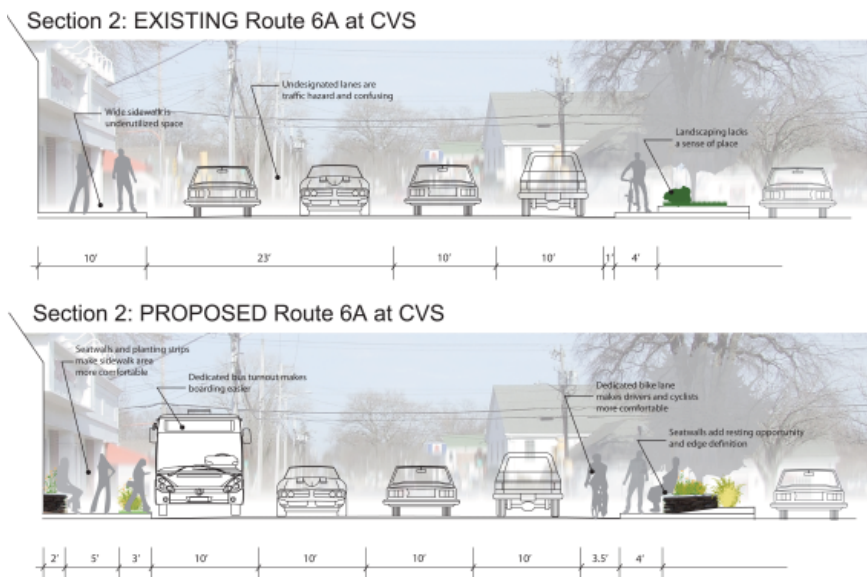 Section 2: EXISTING Route 6A at CVS
Undesignated lanes are
traffic hazard and confusing
Wide sidewalk is
underutilized space
Landscaping lacks
a sense of place
10' 23' 10' 10' 1' 4'
Section 2: PROPOSED Route 6A at CVS
Seatwalls and planting strips
make sidewalk area
more comfortable
Dedicated bus turnout makes
boarding easier
Dedicated bike lane
makes drivers and cyclists
more comfortable
Seatwalls add resting opportunity
and edge definition
2' 5' 3' 10' 10' 10' 10' 3.5' 4'